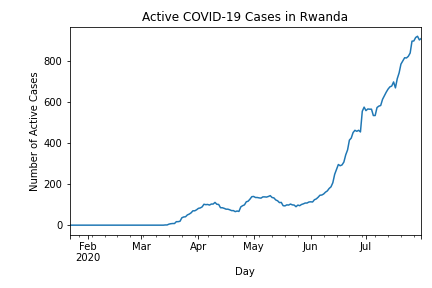 Active COVID-19 Cases in Rwanda
Number of Active Cases
800
600
400
200
0
Feb Mar Apr May Jun Jul
2020
Day